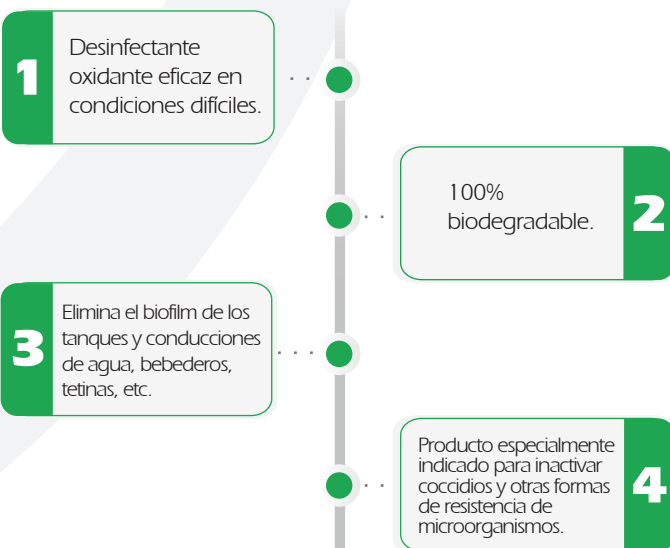 1
Desinfectante
oxidante eficaz en
condiciones difíciles.
100%
biodegradable.
2
3
Elimina el biofilm de los
tanques y conducciones
de agua, bebederos,
tetinas, etc.
Producto especialmente
indicado para inactivar
coccidios y otras formas
de resistencia de
microorganismos.
4